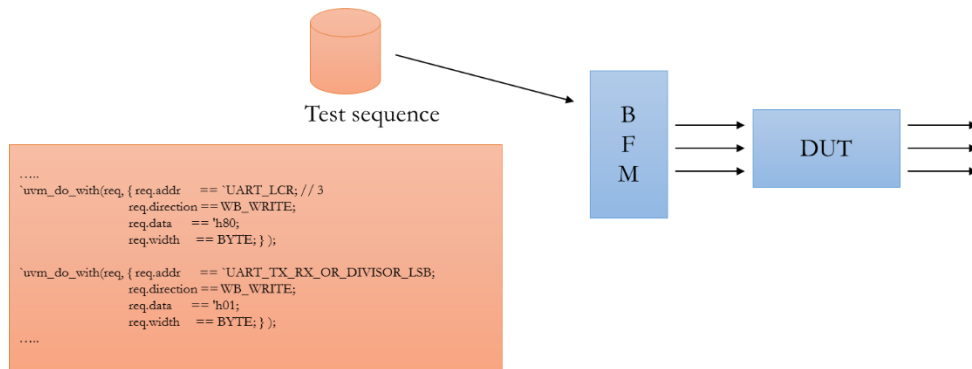 Test sequence
…..
`uvm_do_with(req, { req.addr == `UART_LCR; // 3
req.direction == WB_WRITE;
req.data == 'h80;
req.width == BYTE; } );
`uvm_do_with(req, { req.addr == `UART_TX_RX_OR_DIVISOR_LSB;
req.direction == WB_WRITE;
req.data == 'h01;
req.width == BYTE; } );
…..
B
F
M
DUT